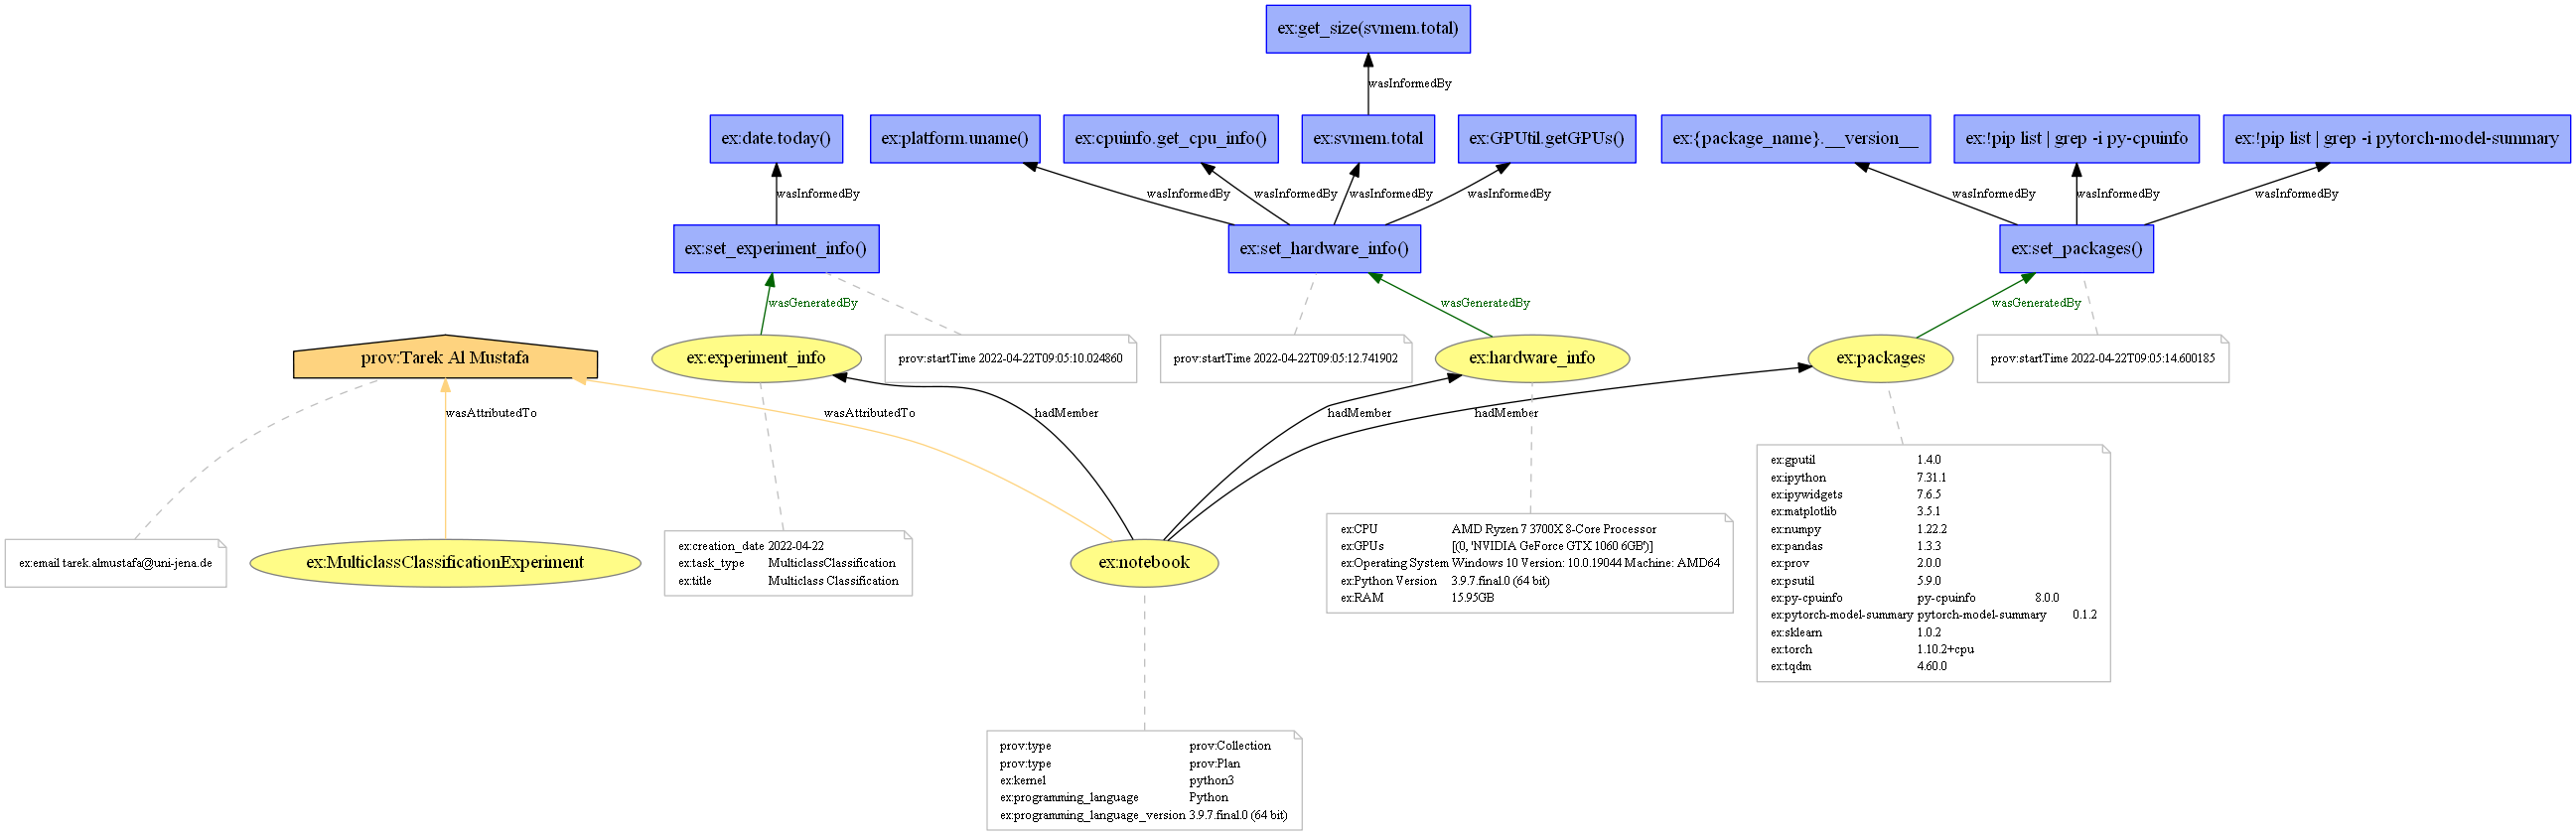 ex:get_size(svmem.total)
wasInformedBy
ex:date.today()
ex:platform.uname()
ex:cpuinfo.get_cpu_info()
ex:svmem.total
ex:GPUtil.getGPUs()
ex:{package_name}.__version__
ex:!pip list | grep -i py-cpuinfo
ex:!pip list | grep -i pytorch-model-summary
wasInformedBy
wasInformedBy
wasInformedBy
wasInformedBy
wasInformedBy
wasInformedBy
wasInformedBy
wasInformedBy
ex:set_experiment_info()
ex:set_hardware_info()
ex:set_packages()
wasGeneratedBy
wasGeneratedBy
wasGeneratedBy
prov:Tarek Al Mustafa
ex:experiment_info
prov:startTime 2022-04-22T09:05:10.024860
prov:startTime 2022-04-22T09:05:12.741902
ex:hardware_info
ex:packages
prov:startTime 2022-04-22T09:05:14.600185
wasAttributedTo
wasAttributedTo
hadMember
hadMember
hadMember
ex:email tarek.almustafa@uni-jena.de
ex:MulticlassClassificationExperiment
ex:creation_date 2022-04-22
ex:task_type MulticlassClassification
ex:title Multiclass Classification
ex:notebook
ex:CPU AMD Ryzen 7 3700X 8-Core Processor
ex:GPUs [(0, 'NVIDIA GeForce GTX 1060 6GB')]
ex:Operating System Windows 10 Version: 10.0.19044 Machine: AMD64
ex:Python Version 3.9.7.final.0 (64 bit)
ex:RAM 15.95GB
ex:gputil 1.4.0
ex:ipython 7.31.1
ex:ipywidgets 7.6.5
ex:matplotlib 3.5.1
ex:numpy 1.22.2
ex:pandas 1.3.3
ex:prov 2.0.0
ex:psutil 5.9.0
ex:py-cpuinfo py-cpuinfo 8.0.0
ex:pytorch-model-summary pytorch-model-summary 0.1.2
ex:sklearn 1.0.2
ex:torch 1.10.2+cpu
ex:tqdm 4.60.0
prov:type prov:Collection
prov:type prov:Plan
ex:kernel python3
ex:programming_language Python
ex:programming_language_version 3.9.7.final.0 (64 bit)